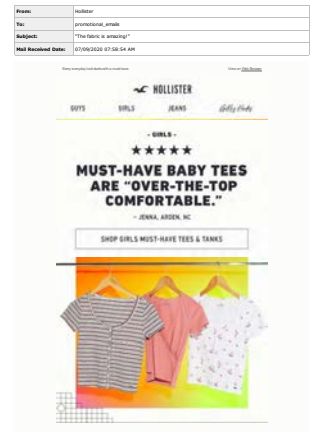 From: Hollister
To: promotional_emails
Subject: "The fabric is amazing!"
Mail Received Date: 07/09/2020 07:58:54 AM
HOLLISTER
GUYS GIRLS JEANS Gilly Hicks
- GIRLS -
★★★★★
MUST-HAVE BABY TEES
ARE “OVER-THE-TOP
COMFORTABLE.”
– JENNA, ARDEN, NC
SHOP GIRLS MUST-HAVE TEES & TANKS